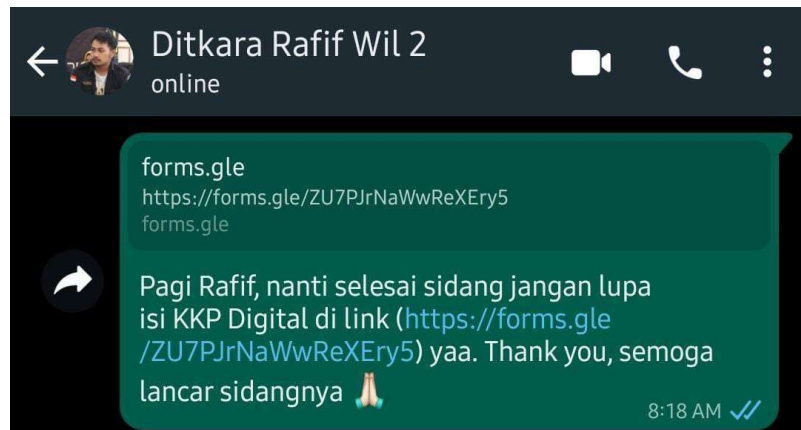 Ditkara Rafif Wil 2
online
forms.gle
https://forms.gle/ZU7PJrNaWwReXEry5
forms.gle
Pagi Rafif, nanti selesai sidang jangan lupa
isi KKP Digital di link (https://forms.gle
/ZU7PJrNaWwReXEry5) yaa. Thank you, semoga
lancar sidangnya 🙏🏻
8:18 AM